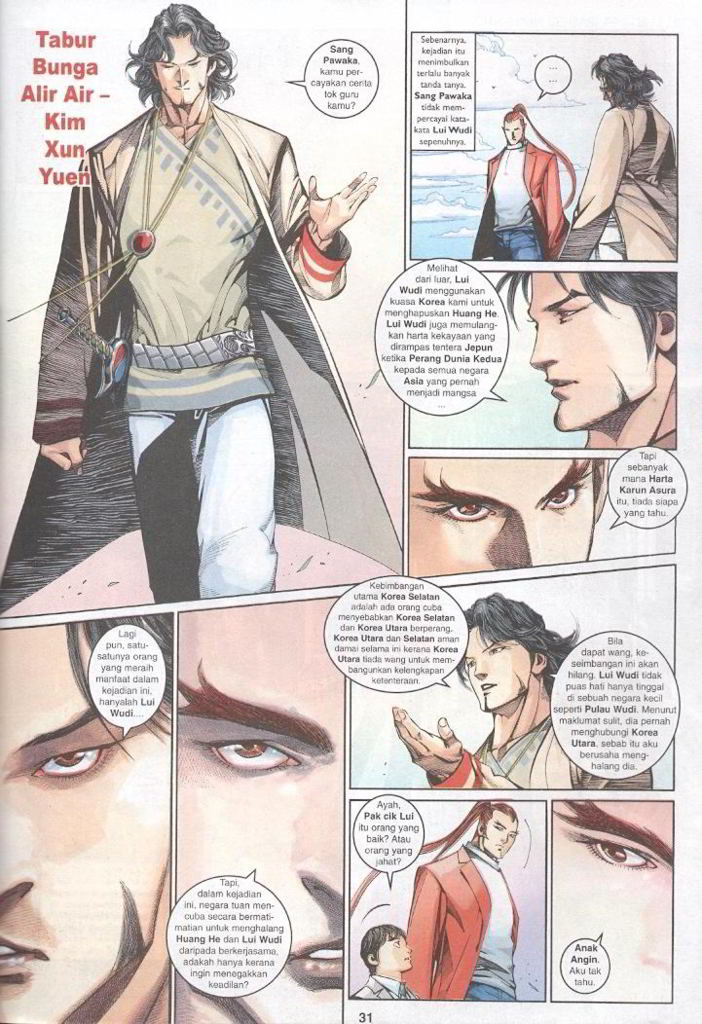 Tabur
Bunga
Alir Air –
Kim
Xun
Yuen
Sang
Pawaka,
kamu per-
cayakan cerita
tok guru
kamu?
Sebenarnya,
kejadian itu
menimbulkan
terlalu banyak
tanda tanya.
Sang Pawaka
tidak mem-
percayai kata-
kata Lui Wudi
sepenuhnya.
...
Melihat
dari luar, Lui
Wudi menggunakan
kuasa Korea kami untuk
menghapuskan Huang He.
Lui Wudi juga memulang-
kan harta kekayaan yang
dirampas tentera Jepun
ketika Perang Dunia Kedua
kepada semua negara
Asia yang pernah
menjadi mangsa
...
Tapi
sebanyak
mana Harta
Karun Asura
itu, tiada siapa
yang tahu.
Lagi
pun, satu-
satunya orang
yang meraih
manfaat dalam
kejadian ini,
hanyalah Lui
Wudi....
Tapi,
dalam kejadian
ini, negara tuan men-
cuba secara bermati-
matian untuk menghalang
Huang He dan Lui Wudi
daripada berkerjasama,
adakah hanya kerana
ingin menegakkan
keadilan?
Kebimbangan
utama Korea Selatan
adalah ada orang cuba
menyebabkan Korea Selatan
dan Korea Utara berperang.
Korea Utara dan Selatan aman
damai selama ini kerana Korea
Utara tiada wang untuk mem-
bangunkan kelengkapan
ketenteraan.
Bila
dapat wang, ke-
seimbangan ini akan
hilang. Lui Wudi tidak
puas hati hanya tinggal
di sebuah negara kecil
seperti Pulau Wudi. Menurut
maklumat sulit, dia pernah
menghubungi Korea
Utara, sebab itu aku
berusaha meng-
halang dia.
Ayah,
Pak cik Lui
itu orang yang
baik? Atau
orang yang
jahat?
Anak
Angin.
Aku tak
tahu.
31